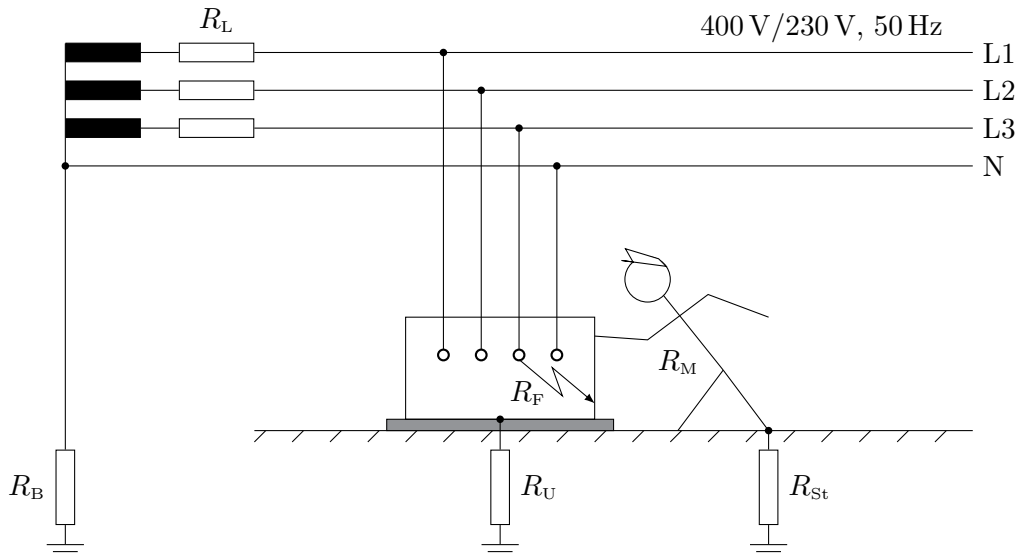 R_L
400 V/230 V, 50 Hz
L1
L2
L3
N
R_M
R_F
R_B
R_U
R_St